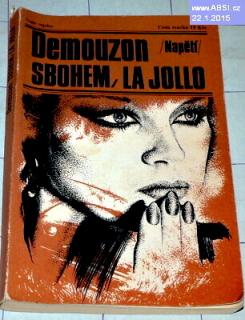 www.ABSI.cz
22.1.2015
Demouzon
/Napětí/
SBOHEM/LA JOLLO